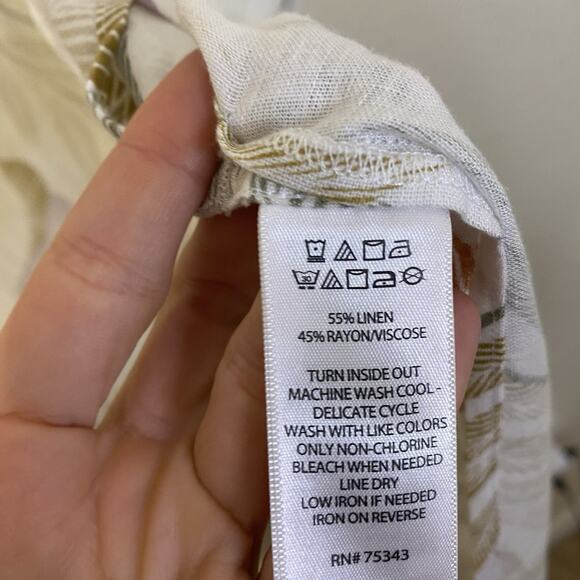 30
55% LINEN
45% RAYON/VISCOSE
TURN INSIDE OUT
MACHINE WASH COOL -
DELICATE CYCLE
WASH WITH LIKE COLORS
ONLY NON-CHLORINE
BLEACH WHEN NEEDED
LINE DRY
LOW IRON IF NEEDED
IRON ON REVERSE
RN# 75343